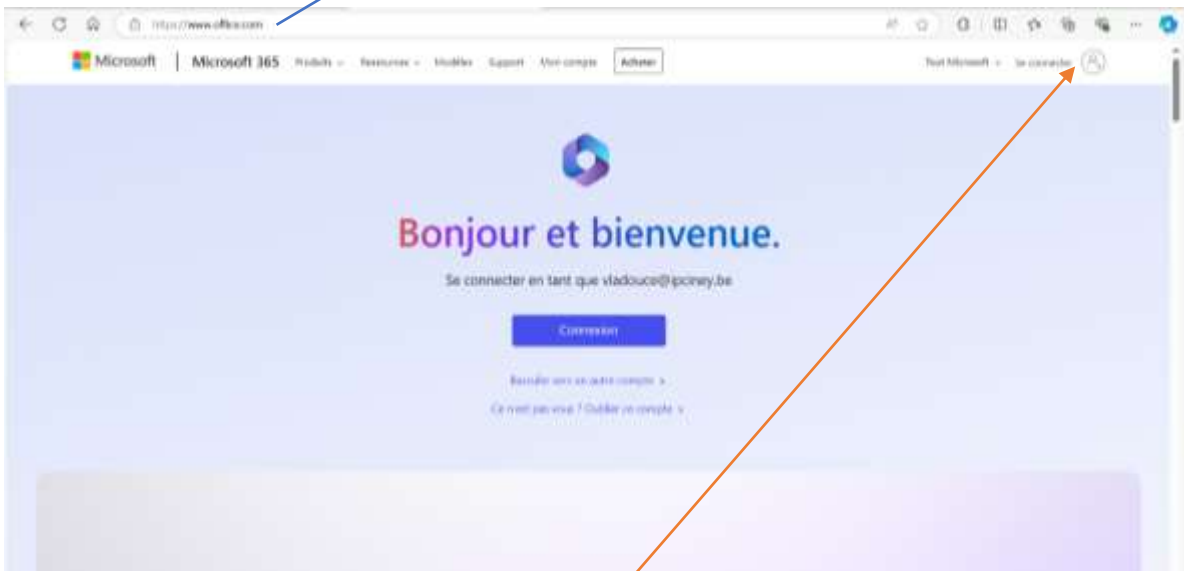 https://www.office.com
Microsoft | Microsoft 365 Produits Ressources Modèles Support Mon compte Acheter Tout Microsoft Se connecter
Bonjour et bienvenue.
Se connecter en tant que vladouce@ipciney.be
Connexion
Basculer vers un autre compte >
Ce n'est pas vous ? Oublier ce compte >